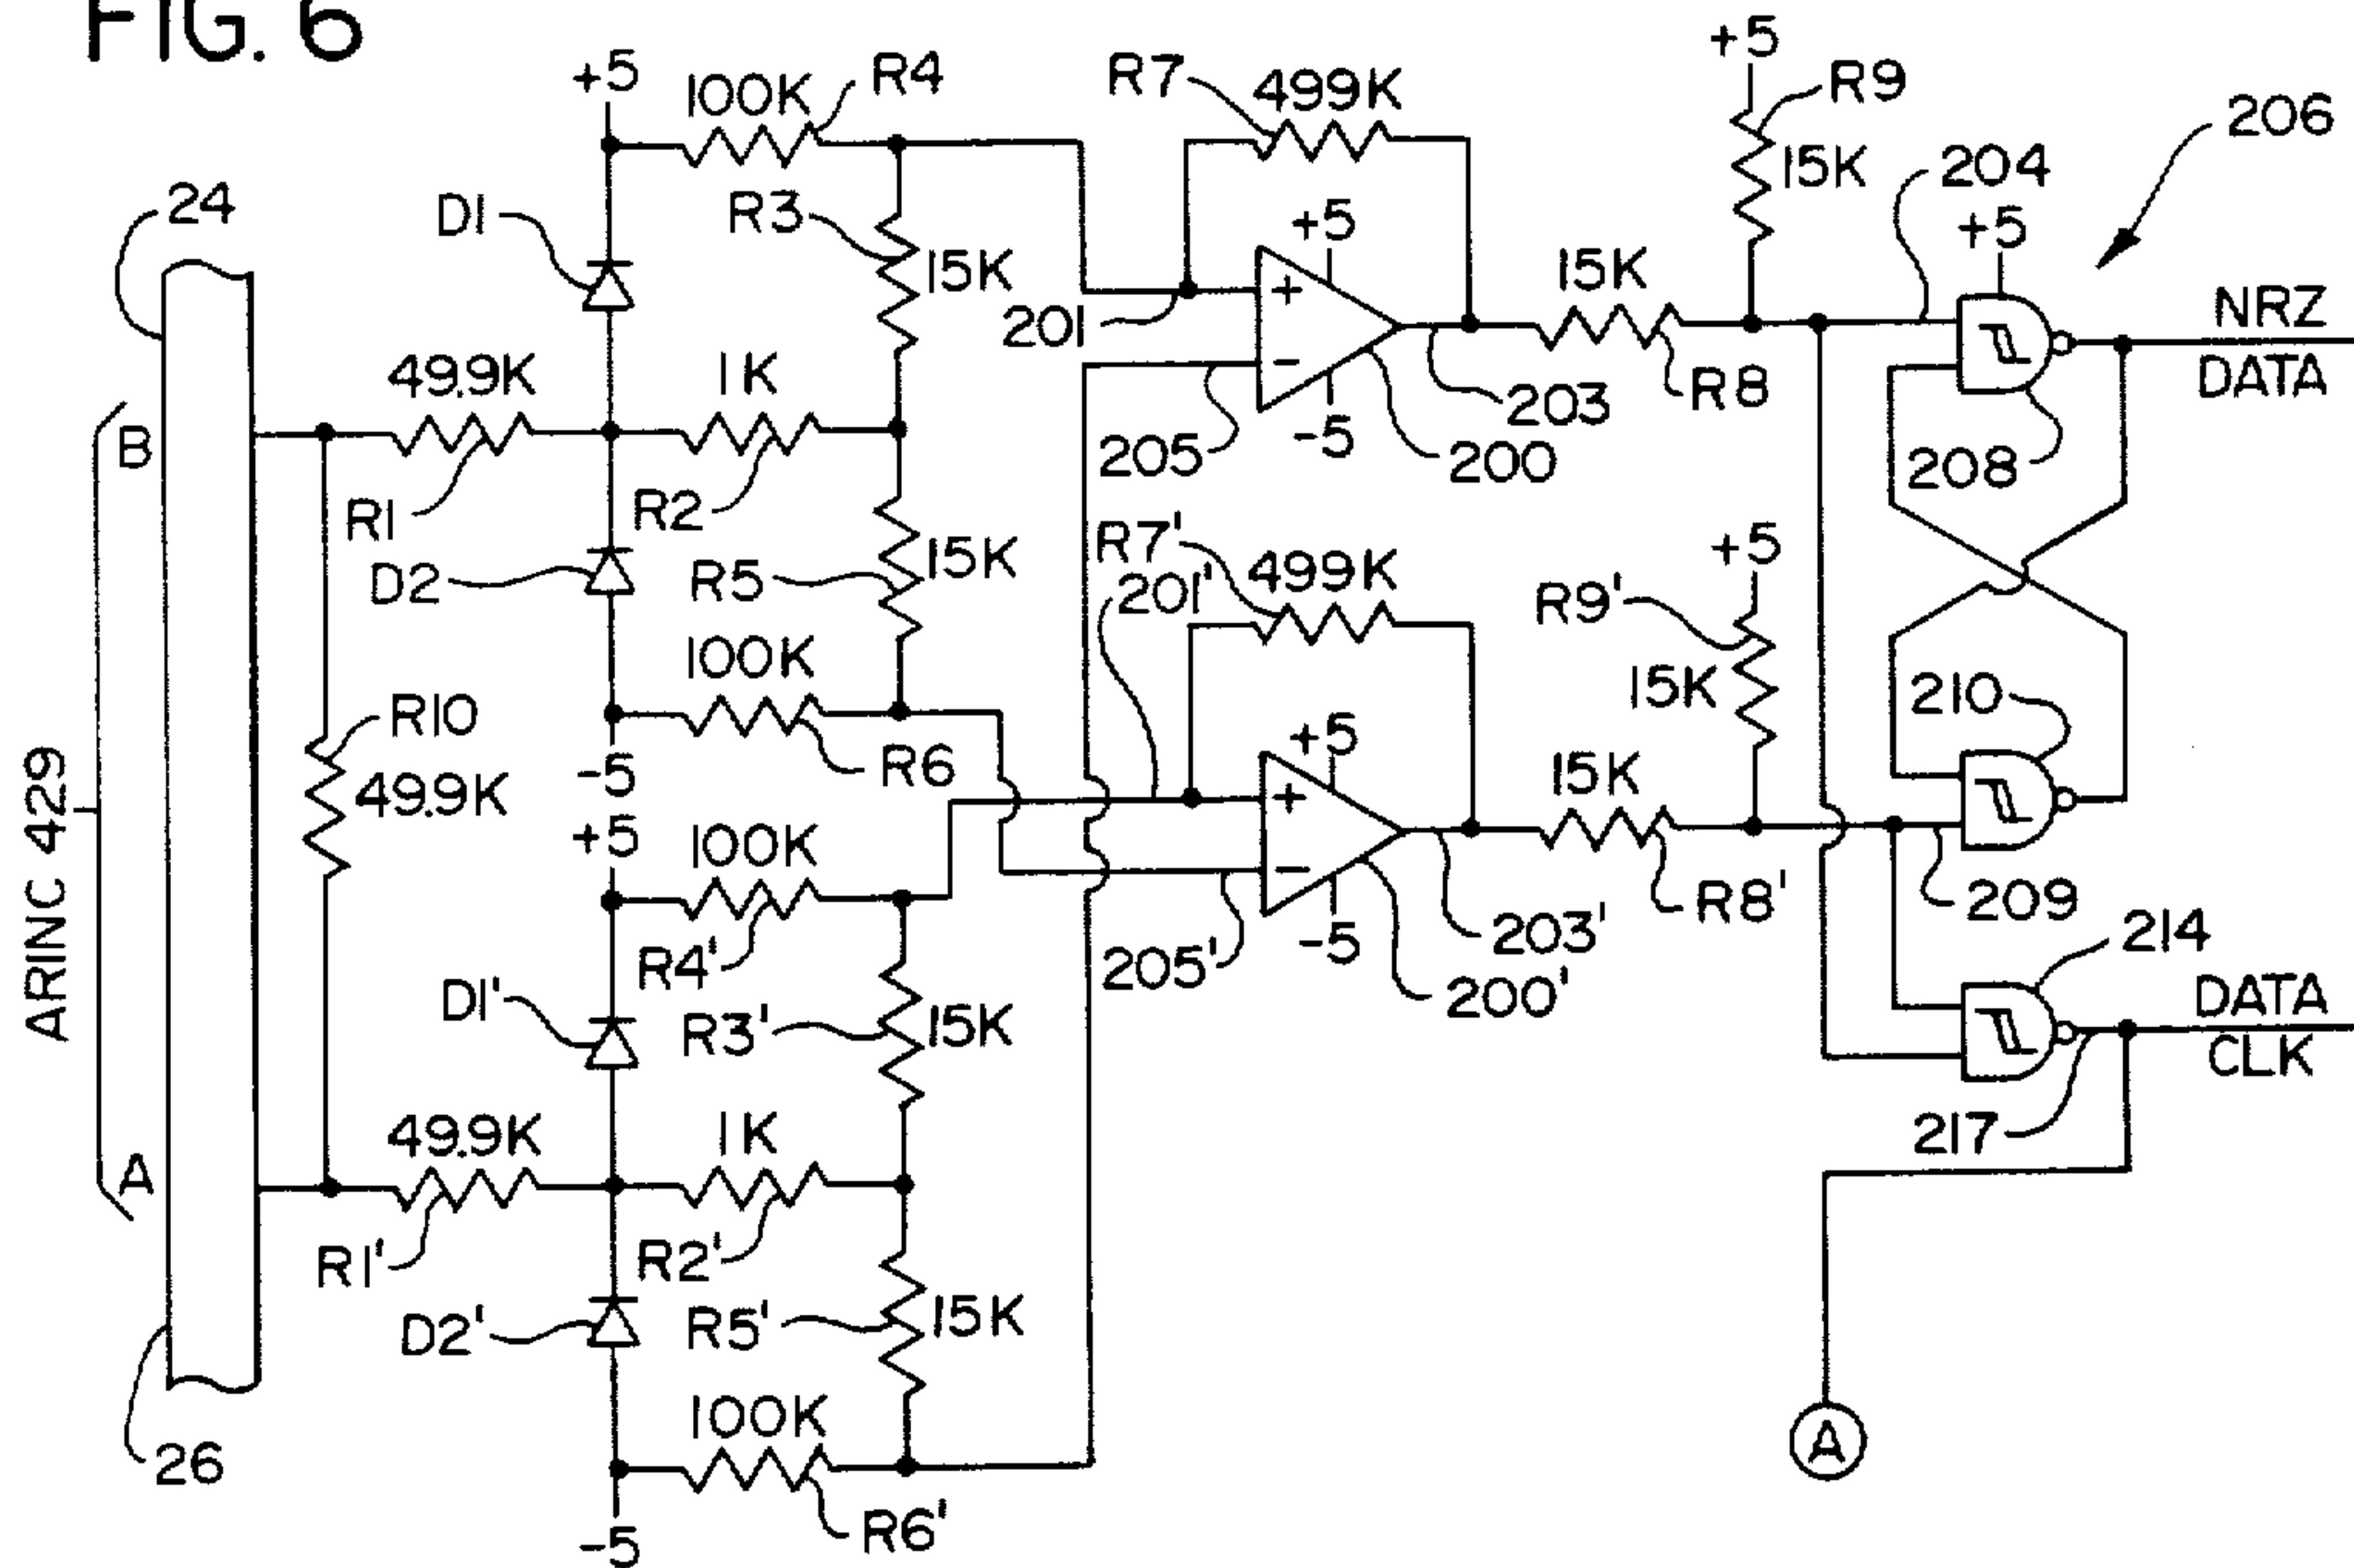 FIG. 6
+5
100K
R4
R7
499K
+5
R9
206
24
D1
R3
15K
15K
204
+5
+5
201
15K
NRZ
DATA
49.9K
1K
R8
203
-5
B
205
200
208
R1
R2
D2
R5
15K
R7'
201'
499K
+5
R9'
100K
15K
210
R10
-5
R6
+5
49.9K
15K
ARINC 429
+5
100K
R8'
209
R4'
205'
-5
203'
214
D1'
R3'
15K
200'
DATA
CLK
49.9K
1K
217
A
R1'
R2'
D2'
R5'
15K
100K
26
A
R6'
-5